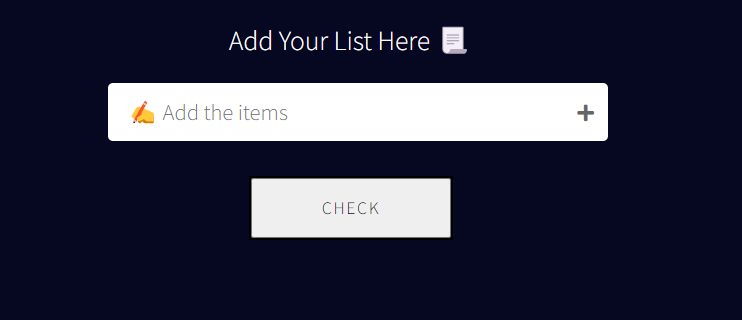 Add Your List Here 📃
✍️ Add the items +
CHECK